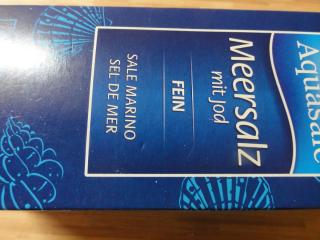 Aquasale
Meersalz
mit Jod
FEIN
SALE MARINO
SEL DE MER